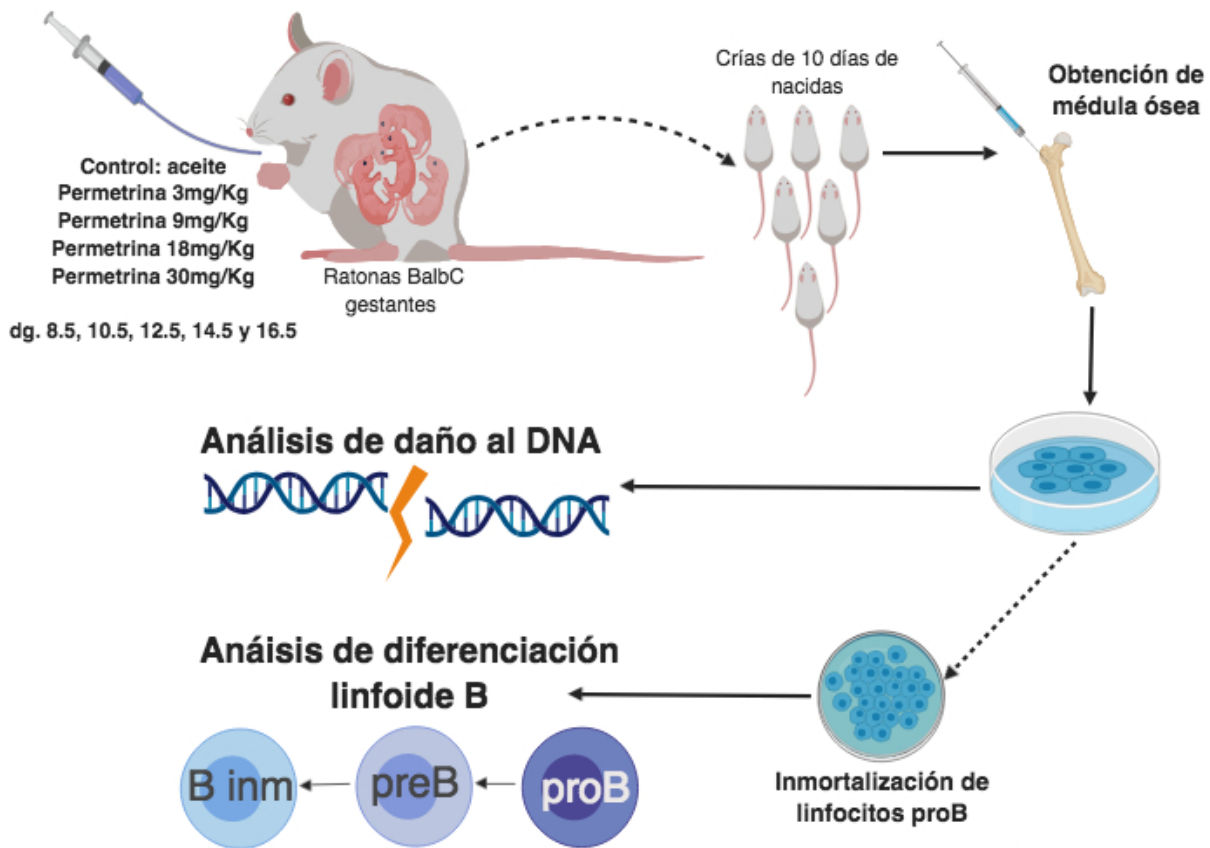 Control: aceite
Permetrina 3mg/Kg
Permetrina 9mg/Kg
Permetrina 18mg/Kg
Permetrina 30mg/Kg
dg. 8.5, 10.5, 12.5, 14.5 y 16.5
Ratonas BalbC
gestantes
Crías de 10 días de
nacidas
Obtención de
médula ósea
Análisis de daño al DNA
Anáisis de diferenciación
linfoide B
B inm
preB
proB
Inmortalización de
linfocitos proB